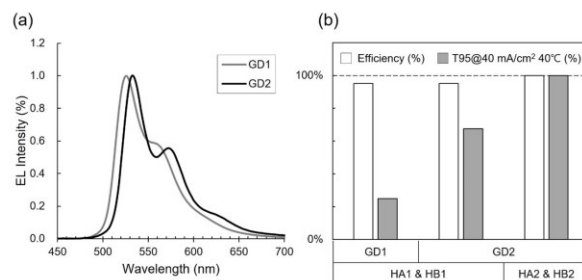 (a)
EL Intensity (%)
1.2
1.0
0.8
0.6
0.4
0.2
0.0
GD1
GD2
450 500 550 600 650 700
Wavelength (nm)
(b)
Efficiency (%) T95@40 mA/cm² 40℃ (%)
100%
0%
GD1 GD2
HA1 & HB1 HA2 & HB2